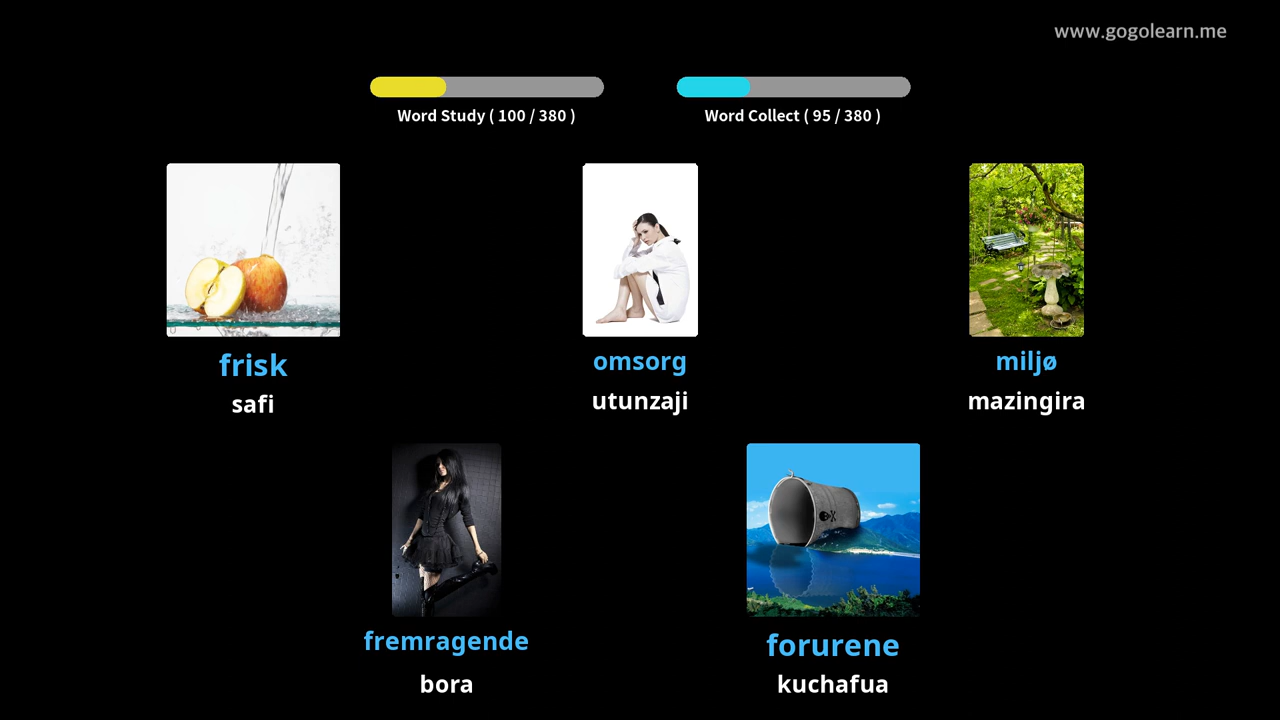 www.gogolearn.me
Word Study ( 100 / 380 )
Word Collect ( 95 / 380 )
frisk
safi
omsorg
utunzaji
miljø
mazingira
fremragende
bora
forurene
kuchafua